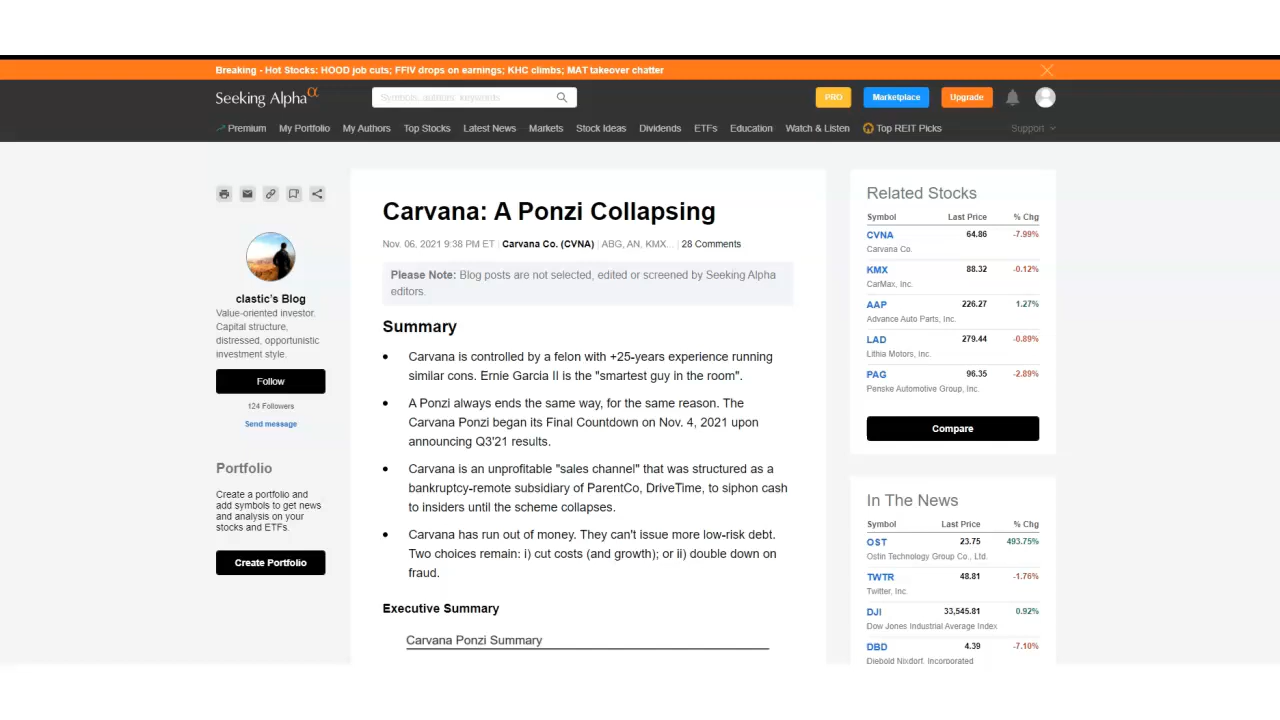 Breaking - Hot Stocks: HOOD job cuts; FFIV drops on earnings; KHC climbs; MAT takeover chatter
Seeking Alpha α
Symbols, authors, keywords
PRO
Marketplace
Upgrade
Premium
My Portfolio
My Authors
Top Stocks
Latest News
Markets
Stock Ideas
Dividends
ETFs
Education
Watch & Listen
Top REIT Picks
Support
clastic's Blog
Value-oriented investor.
Capital structure,
distressed, opportunistic
investment style.
Follow
124 Followers
Send message
Portfolio
Create a portfolio and
add symbols to get news
and analysis on your
stocks and ETFs.
Create Portfolio
Carvana: A Ponzi Collapsing
Nov. 06, 2021 9:38 PM ET | Carvana Co. (CVNA) | ABG, AN, KMX... | 28 Comments
Please Note: Blog posts are not selected, edited or screened by Seeking Alpha
editors.
Summary
• Carvana is controlled by a felon with +25-years experience running
similar cons. Ernie Garcia II is the "smartest guy in the room".
• A Ponzi always ends the same way, for the same reason. The
Carvana Ponzi began its Final Countdown on Nov. 4, 2021 upon
announcing Q3'21 results.
• Carvana is an unprofitable "sales channel" that was structured as a
bankruptcy-remote subsidiary of ParentCo, DriveTime, to siphon cash
to insiders until the scheme collapses.
• Carvana has run out of money. They can't issue more low-risk debt.
Two choices remain: i) cut costs (and growth); or ii) double down on
fraud.
Executive Summary
Carvana Ponzi Summary
Related Stocks
Symbol Last Price % Chg
CVNA 64.86 -7.99%
Carvana Co.
KMX 88.32 -0.12%
CarMax, Inc.
AAP 226.27 1.27%
Advance Auto Parts, Inc.
LAD 279.44 -0.89%
Lithia Motors, Inc.
PAG 96.35 -2.89%
Penske Automotive Group, Inc.
Compare
In The News
Symbol Last Price % Chg
OST 23.75 493.75%
Ostin Technology Group Co., Ltd.
TWTR 48.81 -1.76%
Twitter, Inc.
DJI 33,545.81 0.92%
Dow Jones Industrial Average Index
DBD 4.39 -7.10%
Diebold Nixdorf, Incorporated